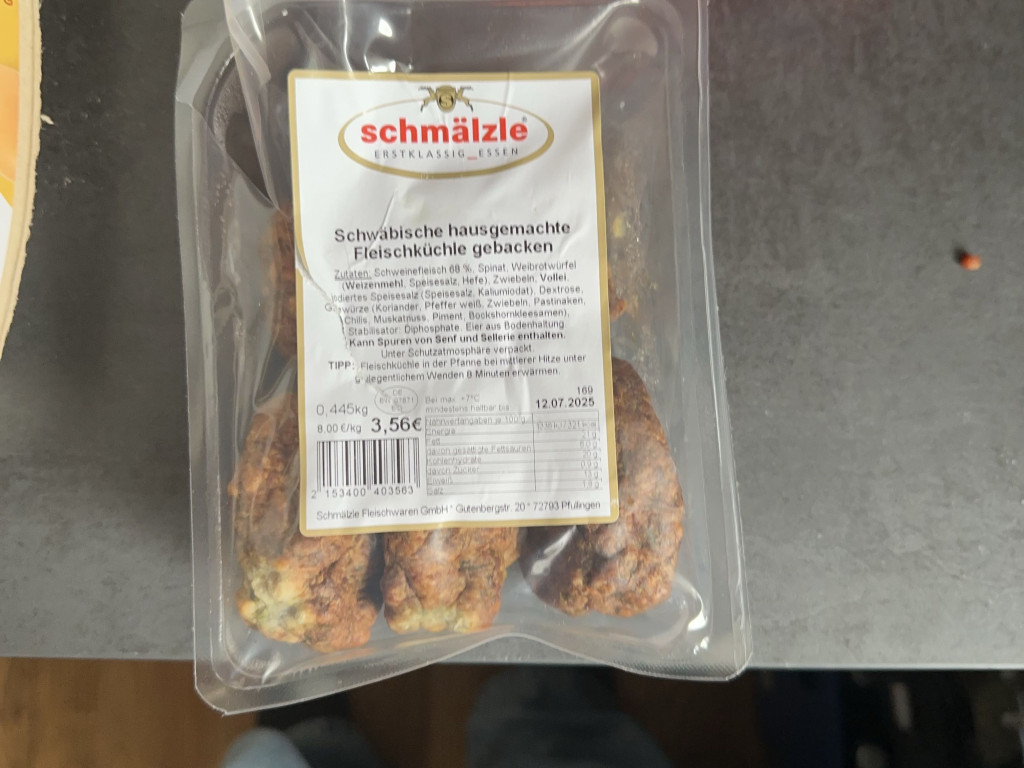 schmälzle®
ERSTKLASSIG_ESSEN
Schwäbische hausgemachte
Fleischküchle gebacken
Zutaten: Schweinefleisch 68 %, Spinat, Weibrotwürfel
(Weizenmehl, Speisesalz, Hefe), Zwiebeln, Vollei,
Speisesalz (Speisesalz, Kaliumiodat), Dextrose,
(Koriander, Pfeffer weiß, Zwiebeln, Pastinaken,
Chilis, Muskatnuss, Piment, Bockshornkleesamen),
Stabilisator: Diphosphate. Eier aus Bodenhaltung
Kann Spuren von Senf und Sellerie enthalten.
Unter Schutzatmosphäre verpackt
TIPP: Fleischküchle in der Pfanne bei mittlerer Hitze unter
gelegentlichem Wenden 8 Minuten erwärmen.
169
Bei max. +7°C
mindestens haltbar bis 12.07.2025
0,445kg
8.00 €/kg 3,56€
Nährwertangaben je 100 g
Energie
Fett
davon gesättigte Fettsäuren
Kohlenhydrate
davon Zucker
Eiweiß
Salz
2 153400 403563
Schmälzle Fleischwaren GmbH * Gutenbergstr. 20 * 72793 Pfullingen